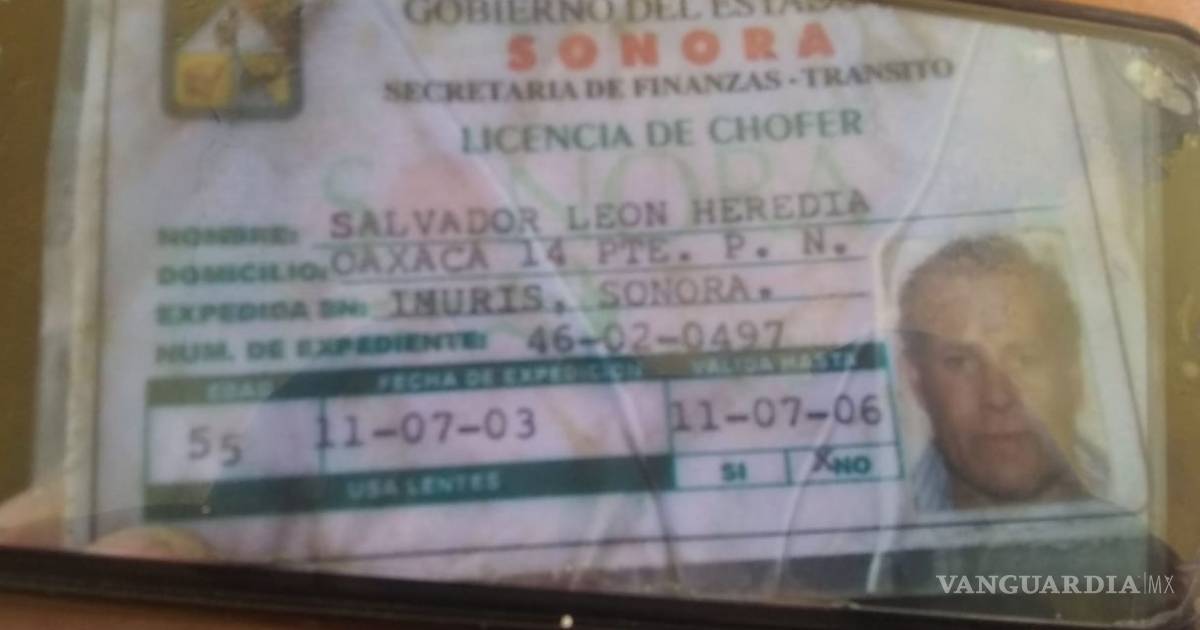 GOBIERNO DEL ESTADO
SONORA
SECRETARIA DE FINANZAS - TRANSITO
LICENCIA DE CHOFER
SONORA
NOMBRE: SALVADOR LEON HEREDIA
DOMICILIO: OAXACA 14 PTE. P. N.
EXPEDIDA EN: IMURIS, SONORA.
NUM. DE EXPEDIENTE: 46-02-0497
EDAD FECHA DE EXPEDICION VALIDA HASTA
55 11-07-03 11-07-06
USA LENTES SI XNO
VANGUARDIA|MX